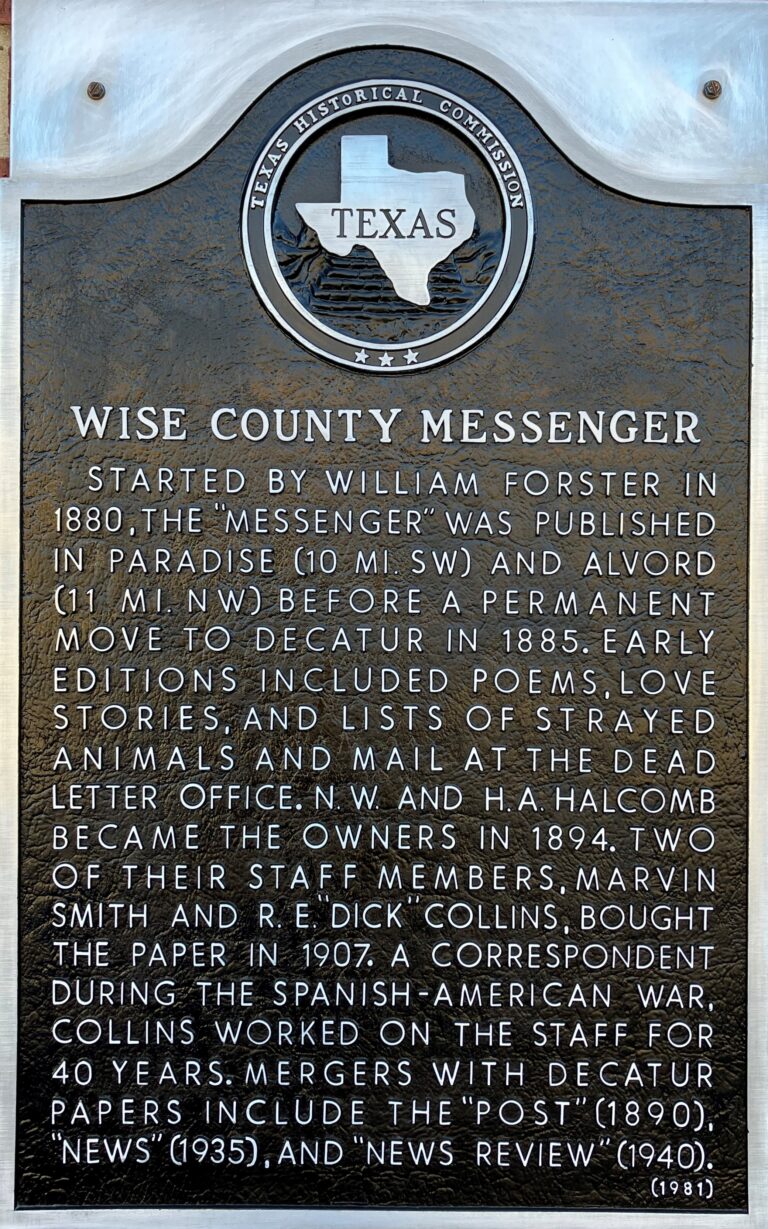 TEXAS HISTORICAL COMMISSION
TEXAS
WISE COUNTY MESSENGER
STARTED BY WILLIAM FORSTER IN
1880, THE "MESSENGER" WAS PUBLISHED
IN PARADISE (10 MI. SW) AND ALVORD
(11 MI. NW) BEFORE A PERMANENT
MOVE TO DECATUR IN 1885. EARLY
EDITIONS INCLUDED POEMS, LOVE
STORIES, AND LISTS OF STRAYED
ANIMALS AND MAIL AT THE DEAD
LETTER OFFICE. N. W. AND H. A. HALCOMB
BECAME THE OWNERS IN 1894. TWO
OF THEIR STAFF MEMBERS, MARVIN
SMITH AND R. E. "DICK" COLLINS, BOUGHT
THE PAPER IN 1907. A CORRESPONDENT
DURING THE SPANISH-AMERICAN WAR,
COLLINS WORKED ON THE STAFF FOR
40 YEARS. MERGERS WITH DECATUR
PAPERS INCLUDE THE "POST" (1890),
"NEWS" (1935), AND "NEWS REVIEW" (1940).
(1981)